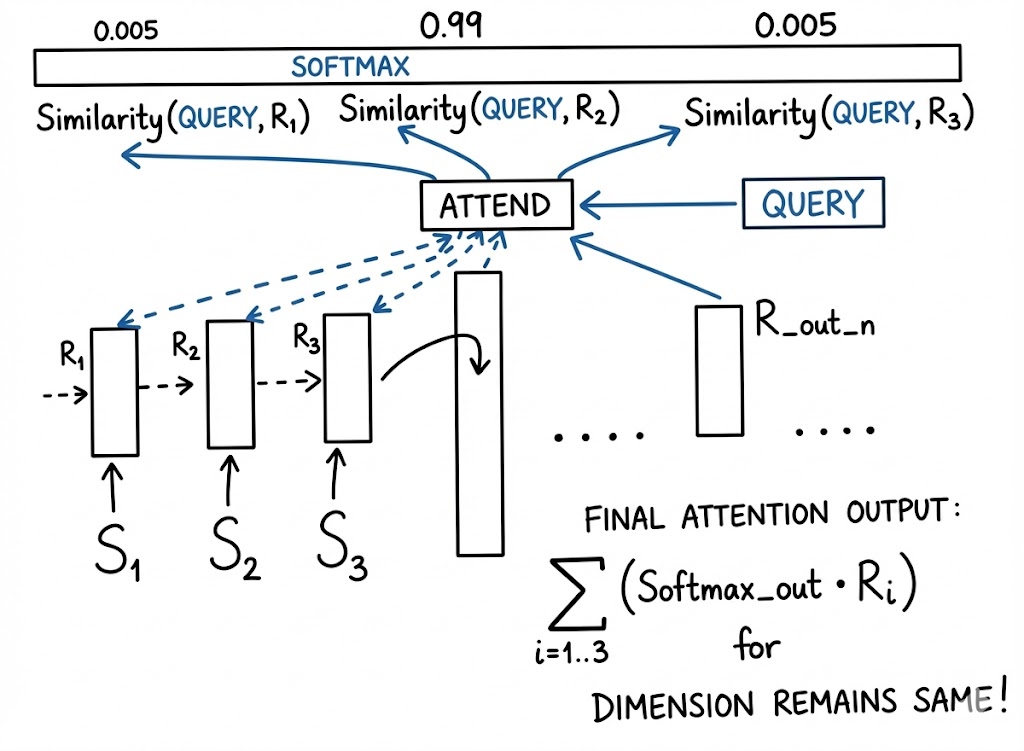 0.005 0.99 0.005
SOFTMAX
Similarity(QUERY, R₁) Similarity(QUERY, R₂) Similarity(QUERY, R₃)
ATTEND QUERY
R₁ R₂ R₃ R_out_n
S₁ S₂ S₃
FINAL ATTENTION OUTPUT:
∑ (Softmax_out · Rᵢ)
i=1..3 for
DIMENSION REMAINS SAME!